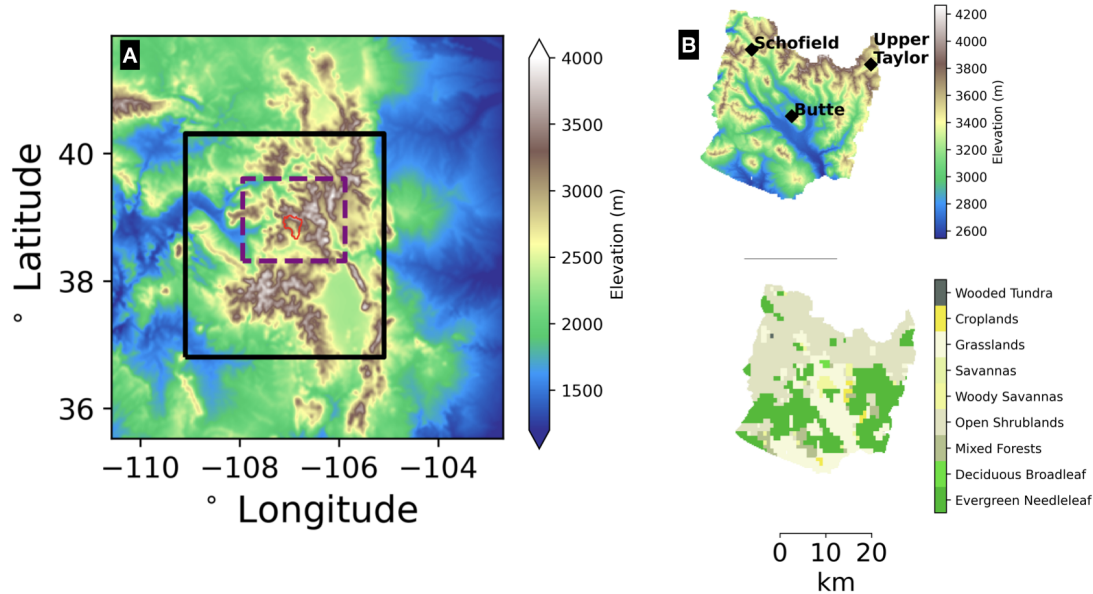 A
° Latitude
40
38
36
−110
−108
−106
−104
° Longitude
4000
3500
3000
2500
2000
1500
Elevation (m)
B
Schofield
Upper
Taylor
Butte
4200
4000
3800
3600
3400
3200
3000
2800
2600
Elevation (m)
Wooded Tundra
Croplands
Grasslands
Savannas
Woody Savannas
Open Shrublands
Mixed Forests
Deciduous Broadleaf
Evergreen Needleleaf
0 10 20
km